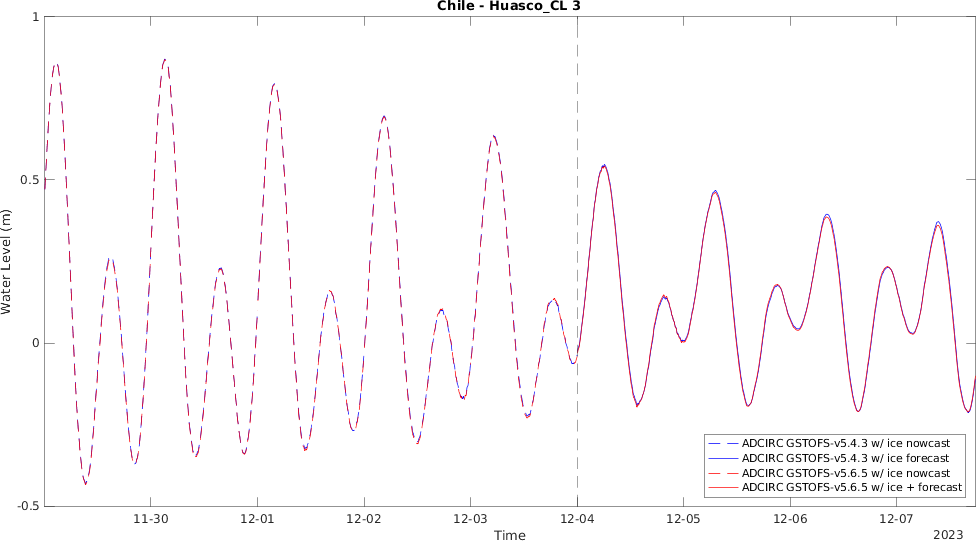 Chile - Huasco_CL 3
Water Level (m)
1
0.5
0
-0.5
11-30
12-01
12-02
12-03
12-04
12-05
12-06
12-07
Time
2023
ADCIRC GSTOFS-v5.4.3 w/ ice nowcast
ADCIRC GSTOFS-v5.4.3 w/ ice forecast
ADCIRC GSTOFS-v5.6.5 w/ ice nowcast
ADCIRC GSTOFS-v5.6.5 w/ ice + forecast